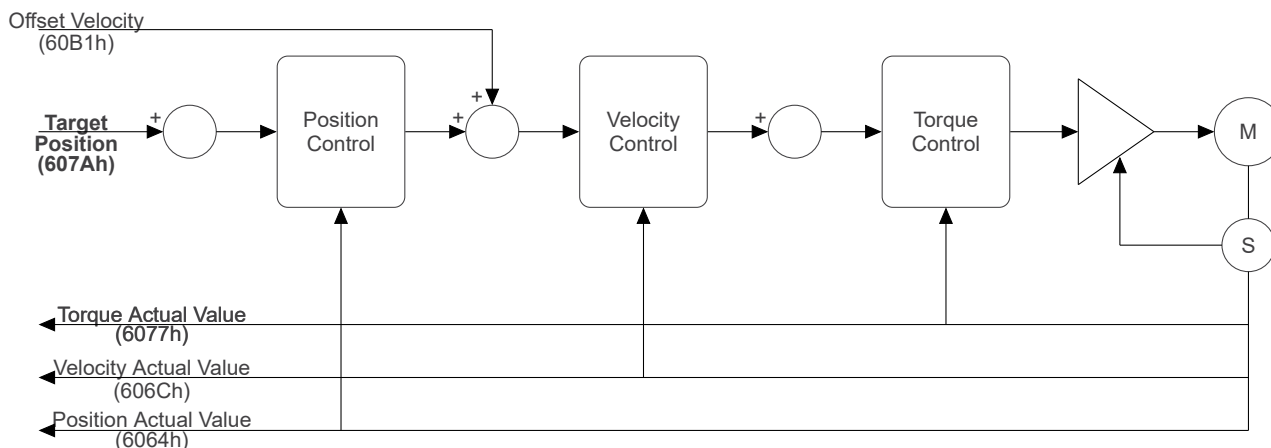 Offset Velocity
(60B1h)
+
+
+
+
Target
Position
(607Ah)
Position
Control
Velocity
Control
Torque
Control
M
S
Torque Actual Value
(6077h)
Velocity Actual Value
(606Ch)
Position Actual Value
(6064h)